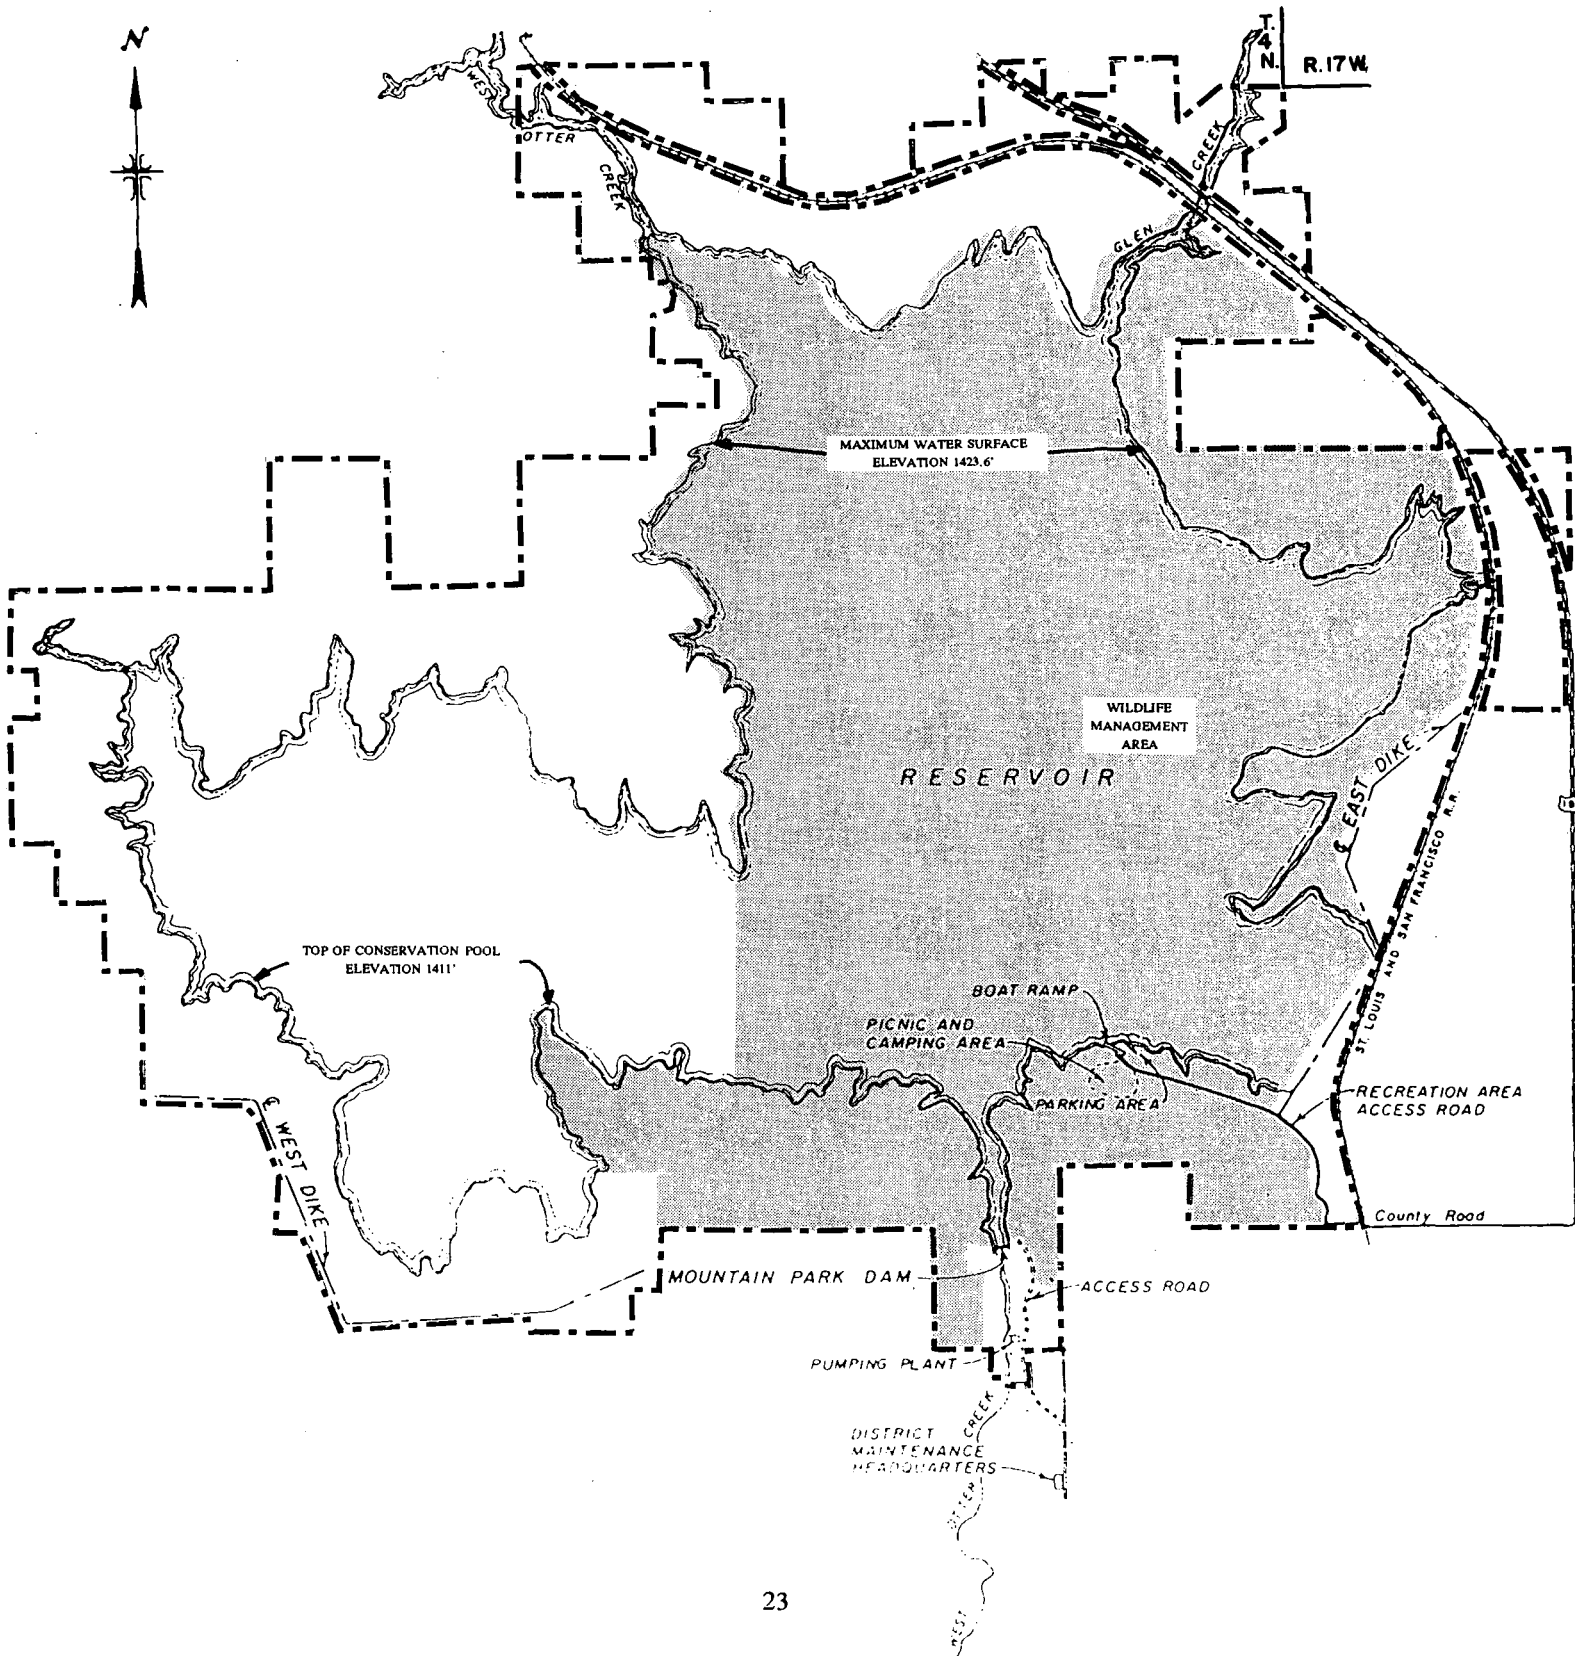 N
T.
4
N.
R.17W.
WEST
OTTER
CREEK
GLEN
CREEK
MAXIMUM WATER SURFACE
ELEVATION 1423.6'
WILDLIFE
MANAGEMENT
AREA
RESERVOIR
℄ EAST DIKE
ST. LOUIS AND SAN FRANCISCO R.R.
TOP OF CONSERVATION POOL
ELEVATION 1411'
BOAT RAMP
PICNIC AND
CAMPING AREA
PARKING AREA
RECREATION AREA
ACCESS ROAD
℄ WEST DIKE
County Road
MOUNTAIN PARK DAM
ACCESS ROAD
PUMPING PLANT
DISTRICT
MAINTENANCE
HEADQUARTERS
WEST OTTER CREEK
23